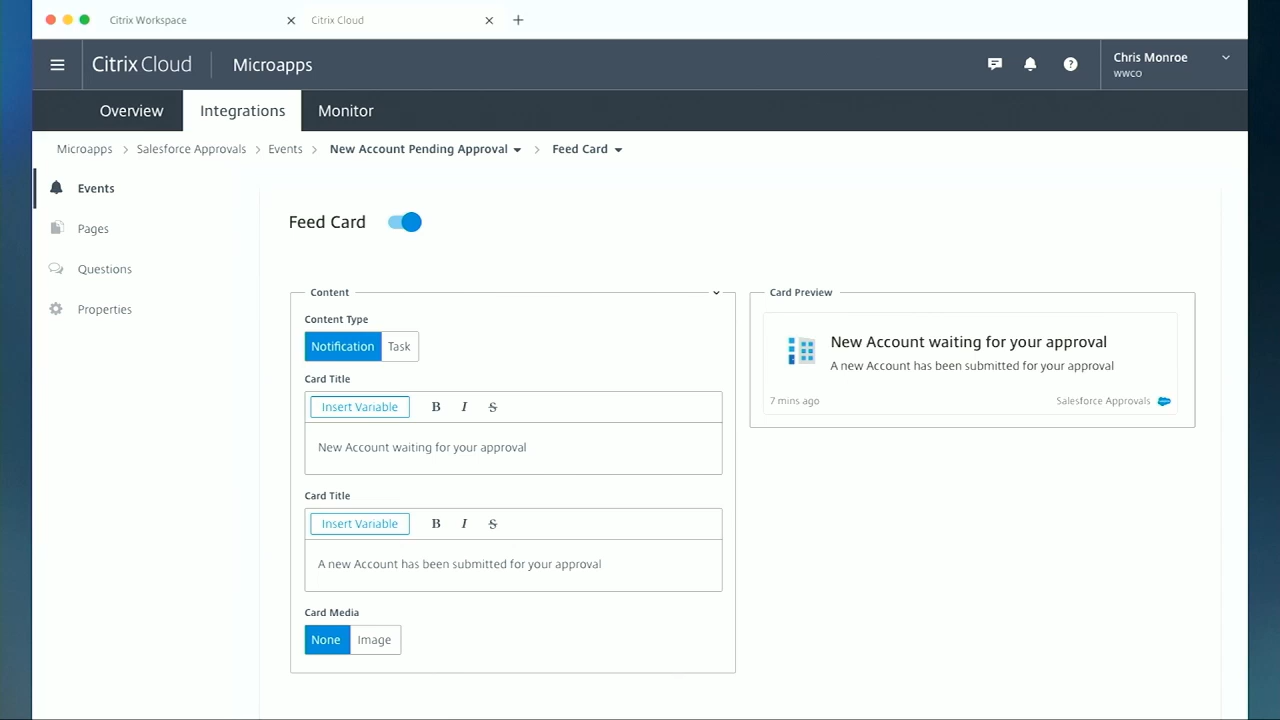 Citrix Workspace
Citrix Cloud
Citrix Cloud
Microapps
Chris Monroe
WWCO
Overview
Integrations
Monitor
Microapps > Salesforce Approvals > Events > New Account Pending Approval > Feed Card
Events
Pages
Questions
Properties
Feed Card
Content
Content Type
Notification
Task
Card Title
Insert Variable B I S
New Account waiting for your approval
Card Title
Insert Variable B I S
A new Account has been submitted for your approval
Card Media
None
Image
Card Preview
New Account waiting for your approval
A new Account has been submitted for your approval
7 mins ago
Salesforce Approvals